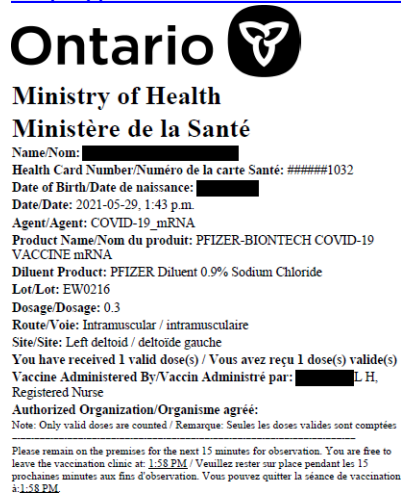 Ontario
Ministry of Health
Ministère de la Santé
Name/Nom:
Health Card Number/Numéro de la carte Santé: ######1032
Date of Birth/Date de naissance:
Date/Date: 2021-05-29, 1:43 p.m.
Agent/Agent: COVID-19_mRNA
Product Name/Nom du produit: PFIZER-BIONTECH COVID-19
VACCINE mRNA
Diluent Product: PFIZER Diluent 0.9% Sodium Chloride
Lot/Lot: EW0216
Dosage/Dosage: 0.3
Route/Voie: Intramuscular / intramusculaire
Site/Site: Left deltoid / deltoïde gauche
You have received 1 valid dose(s) / Vous avez reçu 1 dose(s) valide(s)
Vaccine Administered By/Vaccin Administré par: L H,
Registered Nurse
Authorized Organization/Organisme agréé:
Note: Only valid doses are counted / Remarque: Seules les doses valides sont comptées
Please remain on the premises for the next 15 minutes for observation. You are free to
leave the vaccination clinic at: 1:58 PM / Veuillez rester sur place pendant les 15
prochaines minutes aux fins d'observation. Vous pouvez quitter la séance de vaccination
à:1:58 PM.